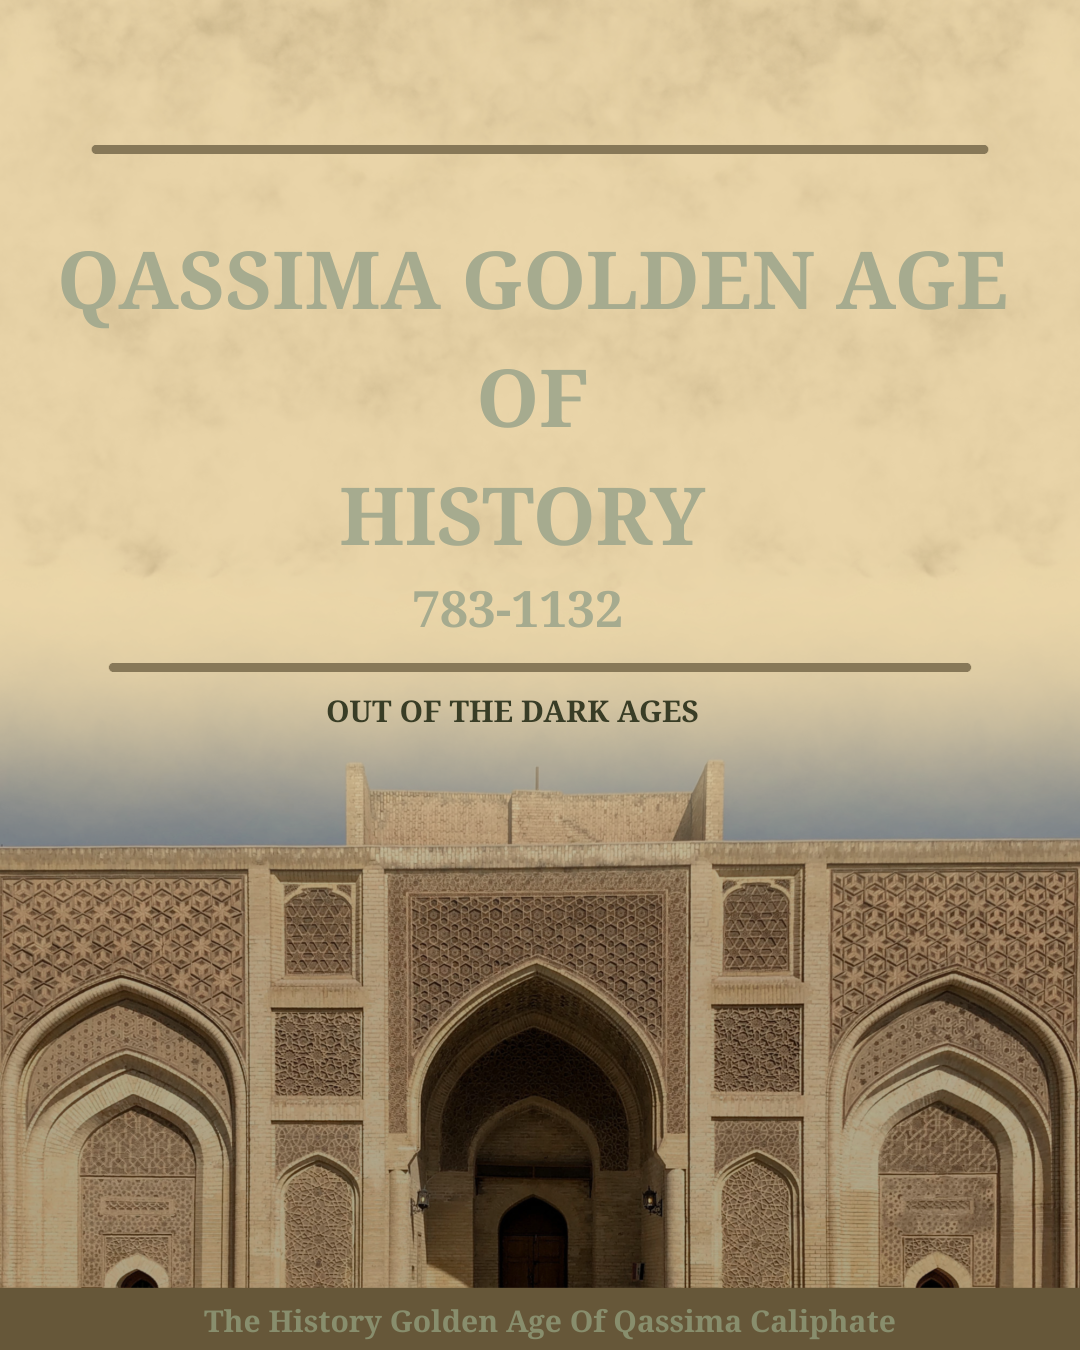 QASSIMA GOLDEN AGE
OF
HISTORY
783-1132
OUT OF THE DARK AGES
The History Golden Age Of Qassima Caliphate